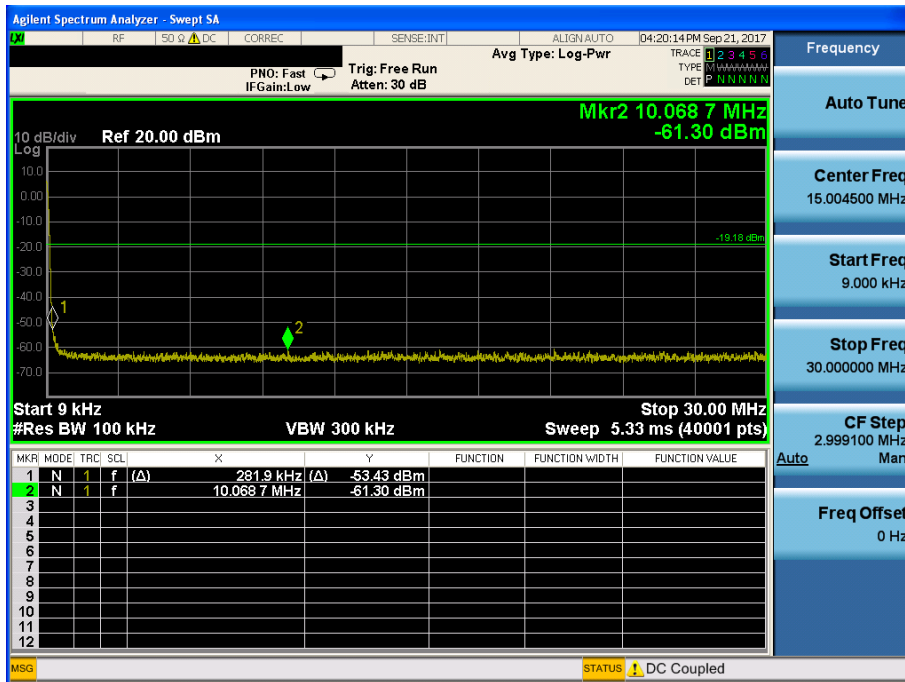 Agilent Spectrum Analyzer - Swept SA
LXI RF 50 Ω DC CORREC SENSE:INT ALIGN AUTO 04:20:14 PM Sep 21, 2017
PNO: Fast Trig: Free Run Avg Type: Log-Pwr TRACE 1 2 3 4 5 6
IFGain:Low Atten: 30 dB TYPE M WWWWW
DET P N N N N N
Mkr2 10.068 7 MHz
10 dB/div Ref 20.00 dBm -61.30 dBm
Log
10.0
0.00
-10.0
-19.18 dBm
-20.0
-30.0
-40.0
1
-50.0
2
-60.0
-70.0
Start 9 kHz Stop 30.00 MHz
#Res BW 100 kHz VBW 300 kHz Sweep 5.33 ms (40001 pts)
MKR MODE TRC SCL X Y FUNCTION FUNCTION WIDTH FUNCTION VALUE
1 N 1 f (Δ) 281.9 kHz (Δ) -53.43 dBm
2 N 1 f 10.068 7 MHz -61.30 dBm
3
4
5
6
7
8
9
10
11
12
MSG STATUS DC Coupled
Frequency
Auto Tune
Center Freq
15.004500 MHz
Start Freq
9.000 kHz
Stop Freq
30.000000 MHz
CF Step
2.999100 MHz
Auto Man
Freq Offset
0 Hz